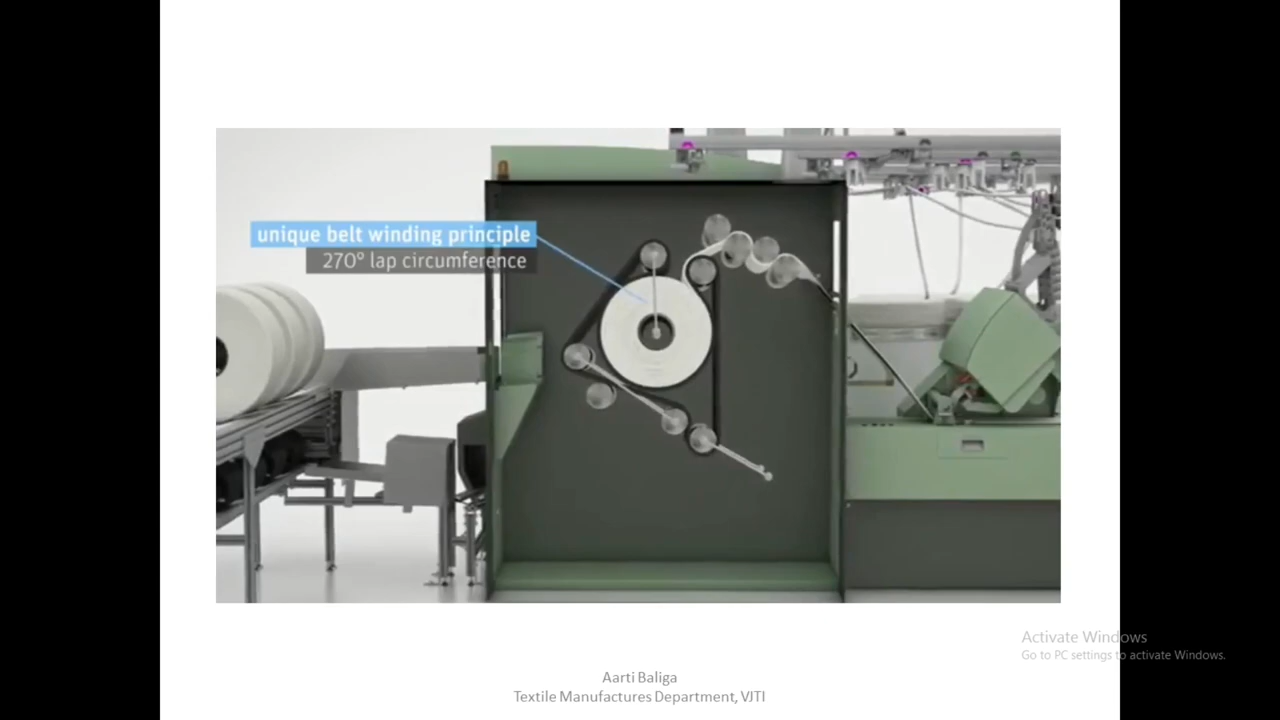 unique belt winding principle
270° lap circumference
Activate Windows
Go to PC settings to activate Windows.
Aarti Baliga
Textile Manufactures Department, VJTI